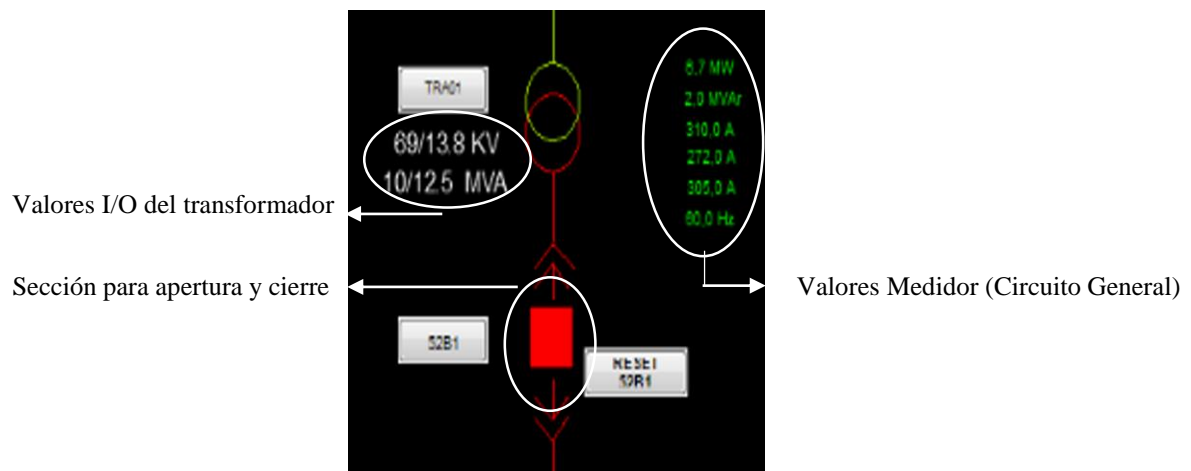 TRA01
69/13.8 KV
10/12.5 MVA
6.7 MW
2.0 MVAr
310,0 A
272,0 A
305,0 A
60,0 Hz
Valores I/O del transformador
Sección para apertura y cierre
Valores Medidor (Circuito General)
52B1
RESET
52B1